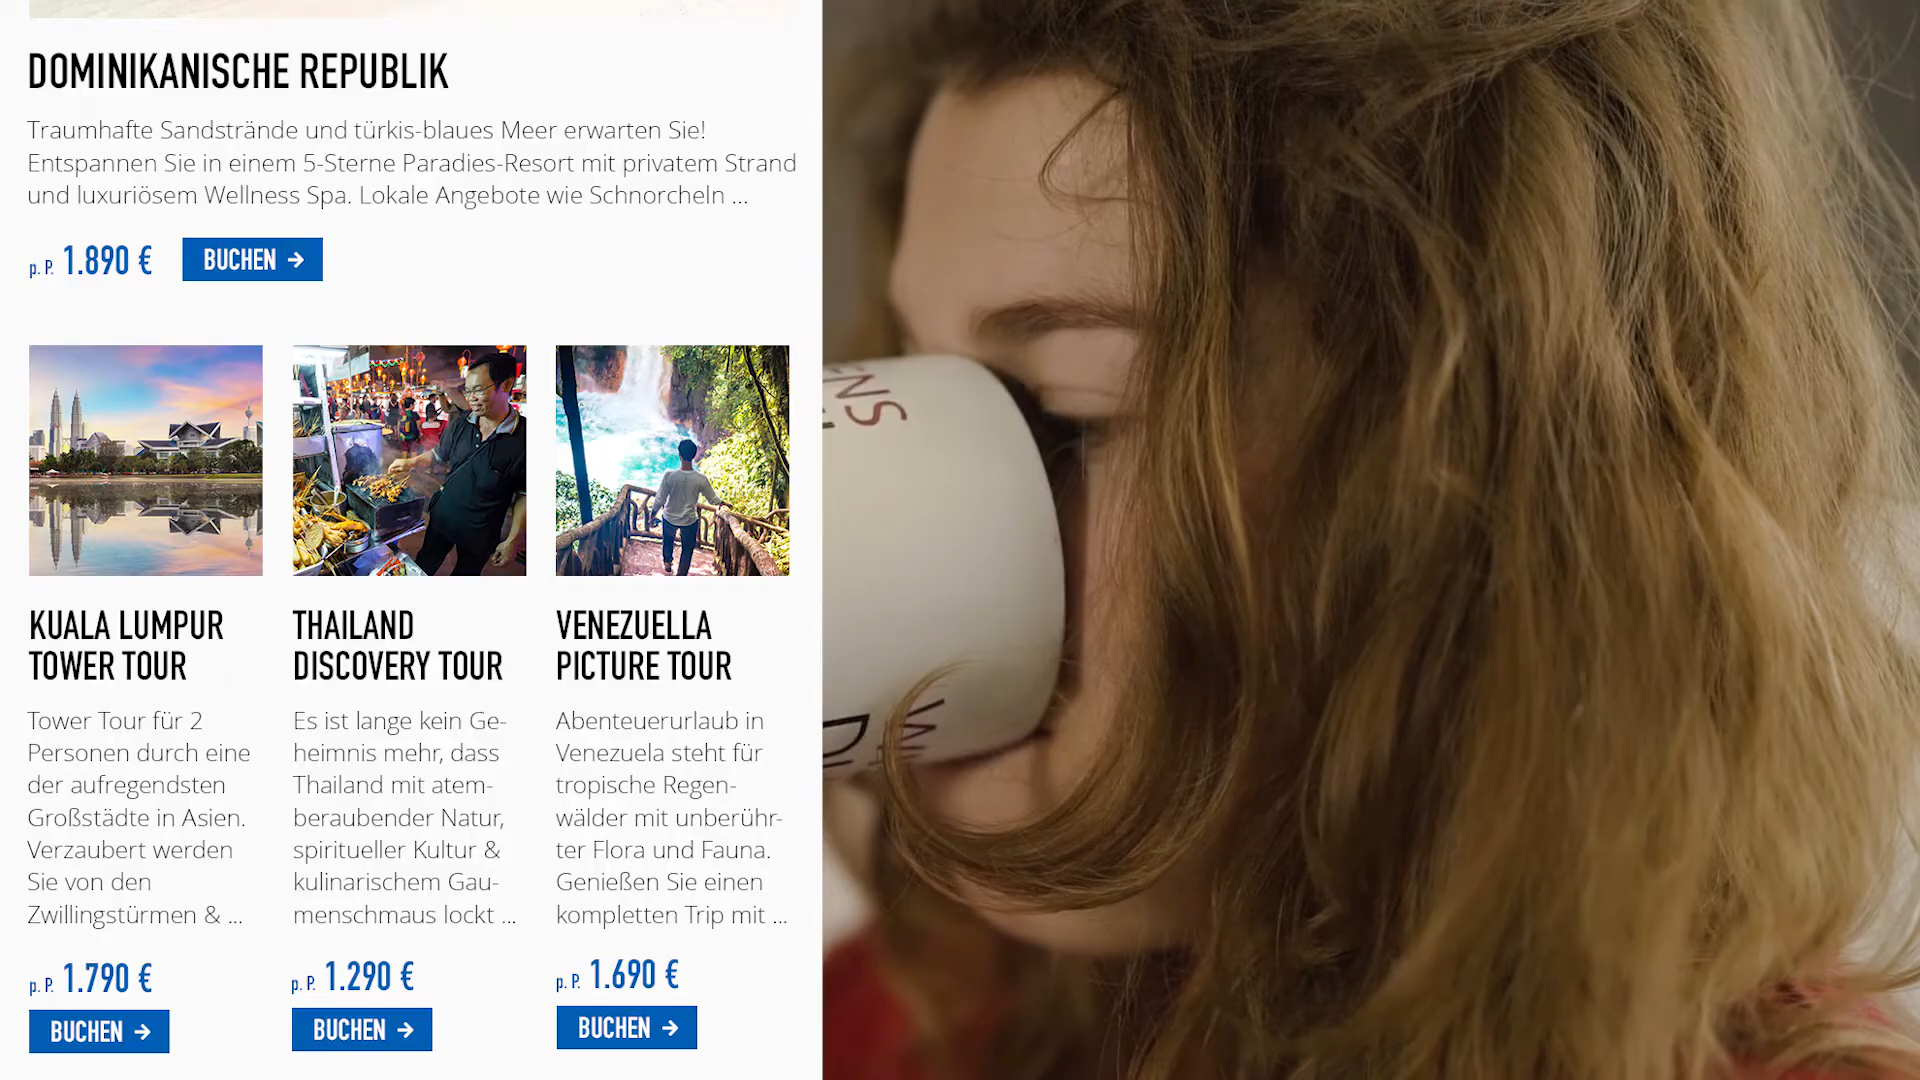 DOMINIKANISCHE REPUBLIK
Traumhafte Sandstrände und türkis-blaues Meer erwarten Sie!
Entspannen Sie in einem 5-Sterne Paradies-Resort mit privatem Strand
und luxuriösem Wellness Spa. Lokale Angebote wie Schnorcheln ...
p. P. 1.890 €
BUCHEN →
KUALA LUMPUR
TOWER TOUR
Tower Tour für 2
Personen durch eine
der aufregendsten
Großstädte in Asien.
Verzaubert werden
Sie von den
Zwillingstürmen & ...
p. P. 1.790 €
BUCHEN →
THAILAND
DISCOVERY TOUR
Es ist lange kein Ge-
heimnis mehr, dass
Thailand mit atem-
beraubender Natur,
spiritueller Kultur &
kulinarischem Gau-
menschmaus lockt ...
p. P. 1.290 €
BUCHEN →
VENEZUELLA
PICTURE TOUR
Abenteuerurlaub in
Venezuela steht für
tropische Regen-
wälder mit unberühr-
ter Flora und Fauna.
Genießen Sie einen
kompletten Trip mit ...
p. P. 1.690 €
BUCHEN →